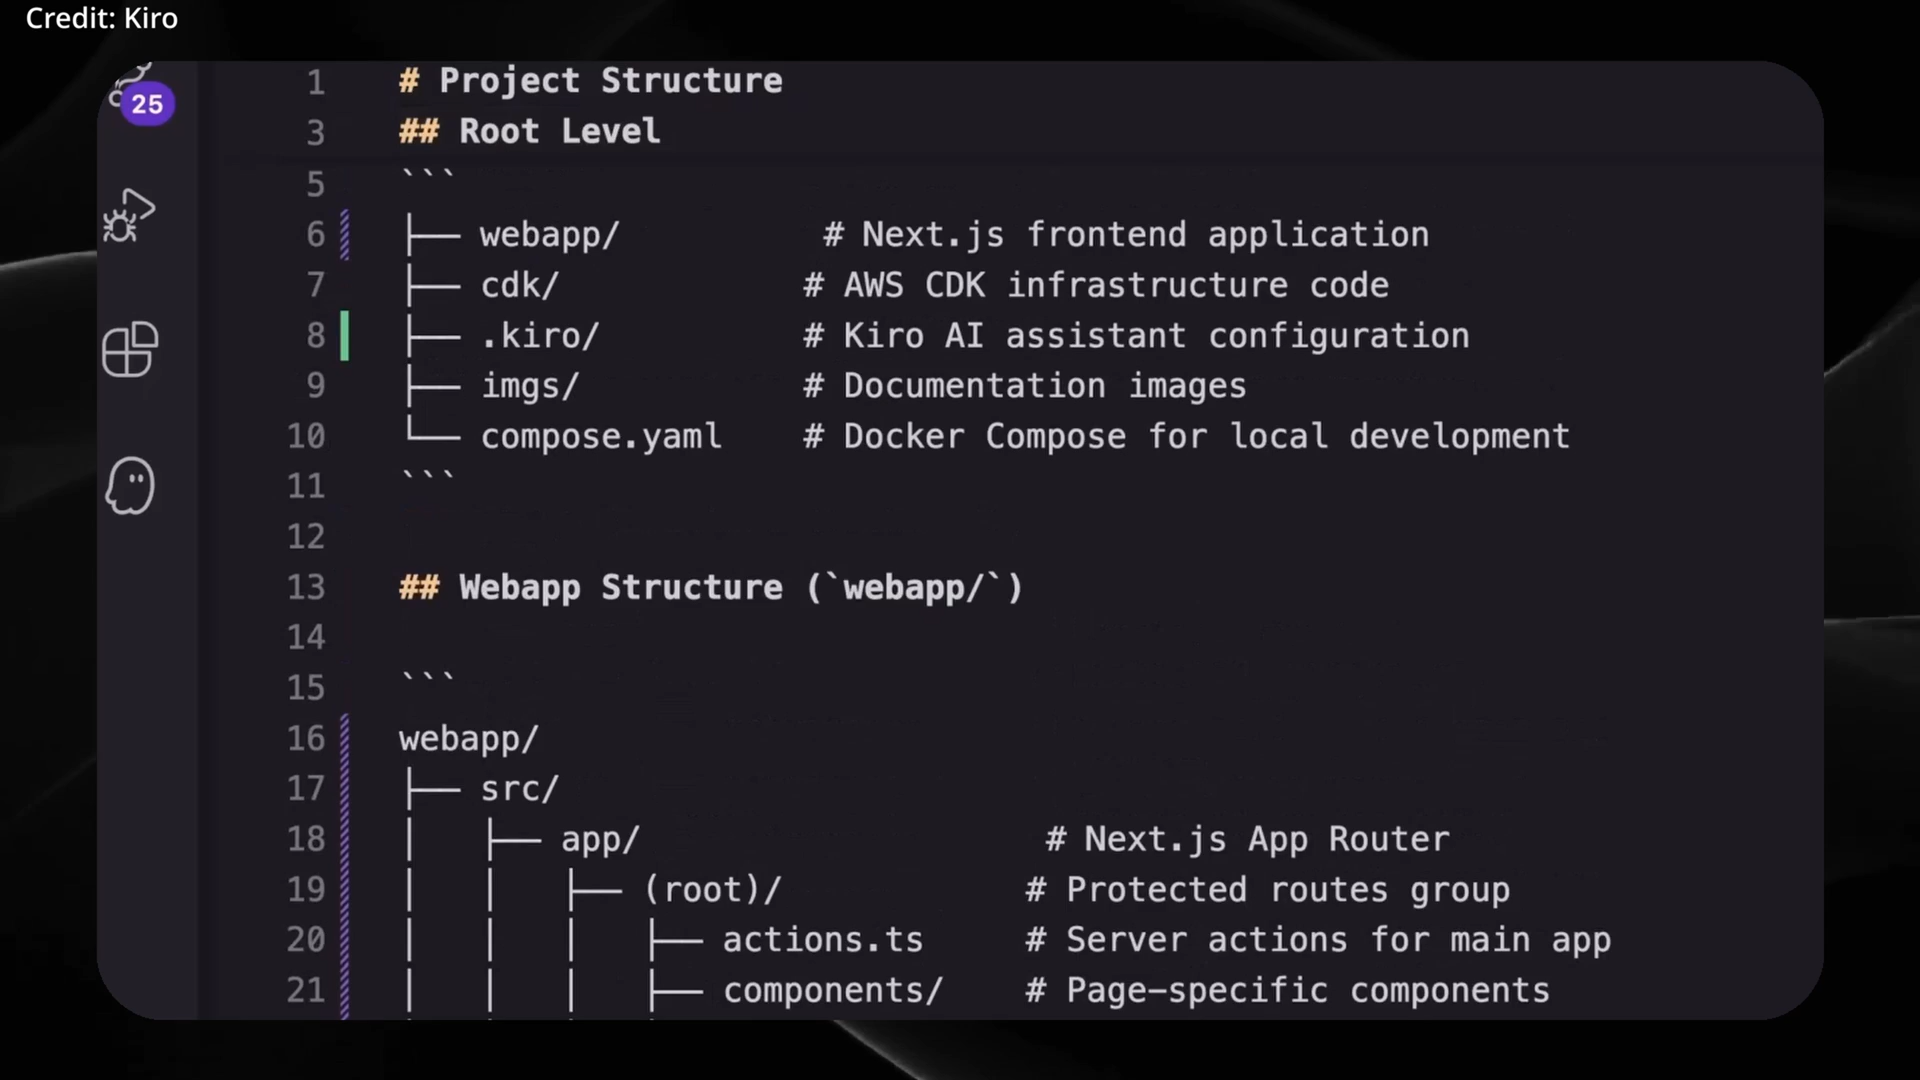 Credit: Kiro
25
1 # Project Structure
3 ## Root Level
5 ```
6 ├── webapp/ # Next.js frontend application
7 ├── cdk/ # AWS CDK infrastructure code
8 ├── .kiro/ # Kiro AI assistant configuration
9 ├── imgs/ # Documentation images
10 └── compose.yaml # Docker Compose for local development
11 ```
12
13 ## Webapp Structure (`webapp/`)
14
15 ```
16 webapp/
17 ├── src/
18 │   ├── app/ # Next.js App Router
19 │   │   ├── (root)/ # Protected routes group
20 │   │   │   ├── actions.ts # Server actions for main app
21 │   │   │   ├── components/ # Page-specific components